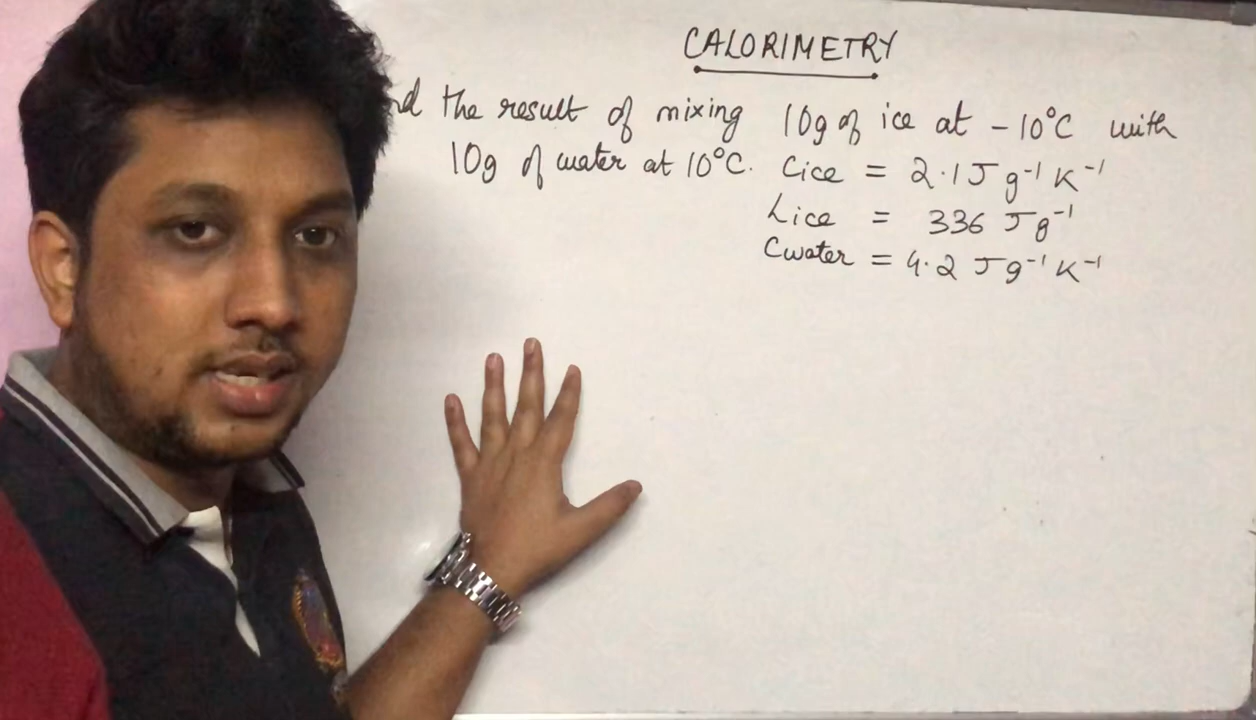 CALORIMETRY
nd the result of mixing 10g of ice at -10°C with
10g of water at 10°C. Cice = 2.1 J g⁻¹ K⁻¹
Lice = 336 J g⁻¹
Cwater = 4.2 J g⁻¹ K⁻¹